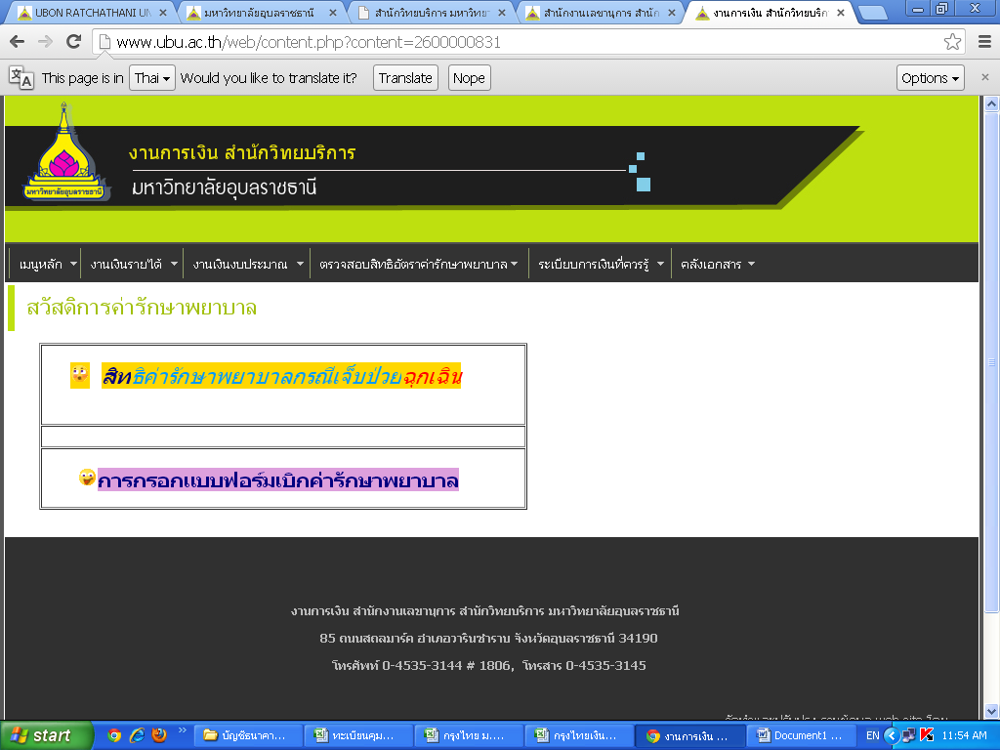 UBON RATCHATHANI UN
มหาวิทยาลัยอุบลราชธานี
สำนักวิทยบริการ มหาวิทย
สำนักงานเลขานุการ สำนัก
งานการเงิน สำนักวิทยบริก
www.ubu.ac.th/web/content.php?content=2600000831
This page is in Thai Would you like to translate it? Translate Nope Options
งานการเงิน สำนักวิทยบริการ
มหาวิทยาลัยอุบลราชธานี
มหาวิทยาลัยอุบลราชธานี
เมนูหลัก งานเงินรายได้ งานเงินงบประมาณ ตรวจสอบสิทธิอัตราค่ารักษาพยาบาล ระเบียบการเงินที่ควรรู้ คลังเอกสาร
สวัสดิการค่ารักษาพยาบาล
สิทธิค่ารักษาพยาบาลกรณีเจ็บป่วยฉุกเฉิน
การกรอกแบบฟอร์มเบิกค่ารักษาพยาบาล
งานการเงิน สำนักงานเลขานุการ สำนักวิทยบริการ มหาวิทยาลัยอุบลราชธานี
85 ถนนสถลมาร์ค อำเภอวารินชำราบ จังหวัดอุบลราชธานี 34190
โทรศัพท์ 0-4535-3144 # 1806, โทรสาร 0-4535-3145
start บัญชีธนาคา... ทะเบียนคุม... กรุงไทย ม.... กรุงไทยเงิน... งานการเงิน ... Document1 ... EN 11:54 AM